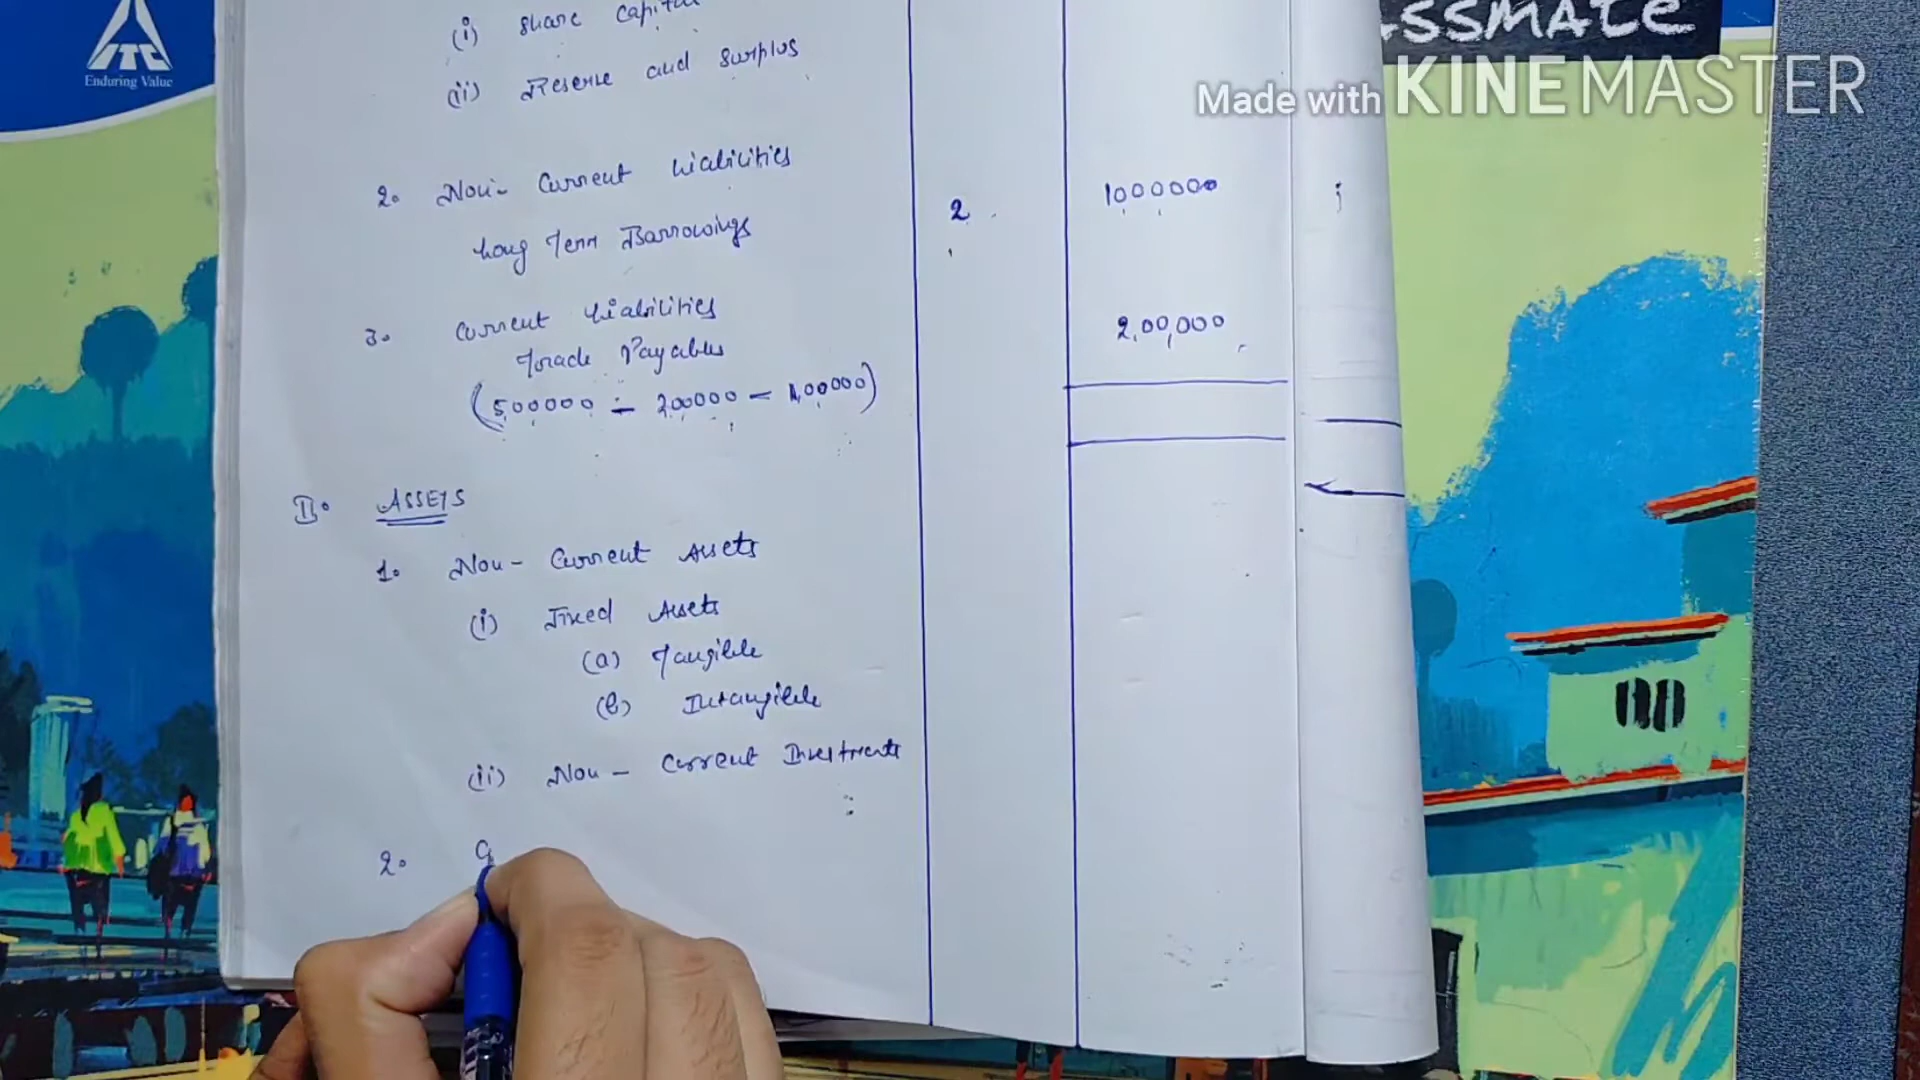 ITC
Enduring Value
SSMATE
Made with KINEMASTER
(i) Share Capital
(ii) Reserve and Surplus
2. Non- Current Liabilities 1000000
Long Term Borrowings 2
3. Current Liabilities 2,00,000
Trade Payables
(500000 - 200000 - 1,00000)
II. ASSETS
1. Non- Current Assets
(i) Fixed Assets
(a) Tangible
(b) Intangible
(ii) Non - Current Investments
2. C